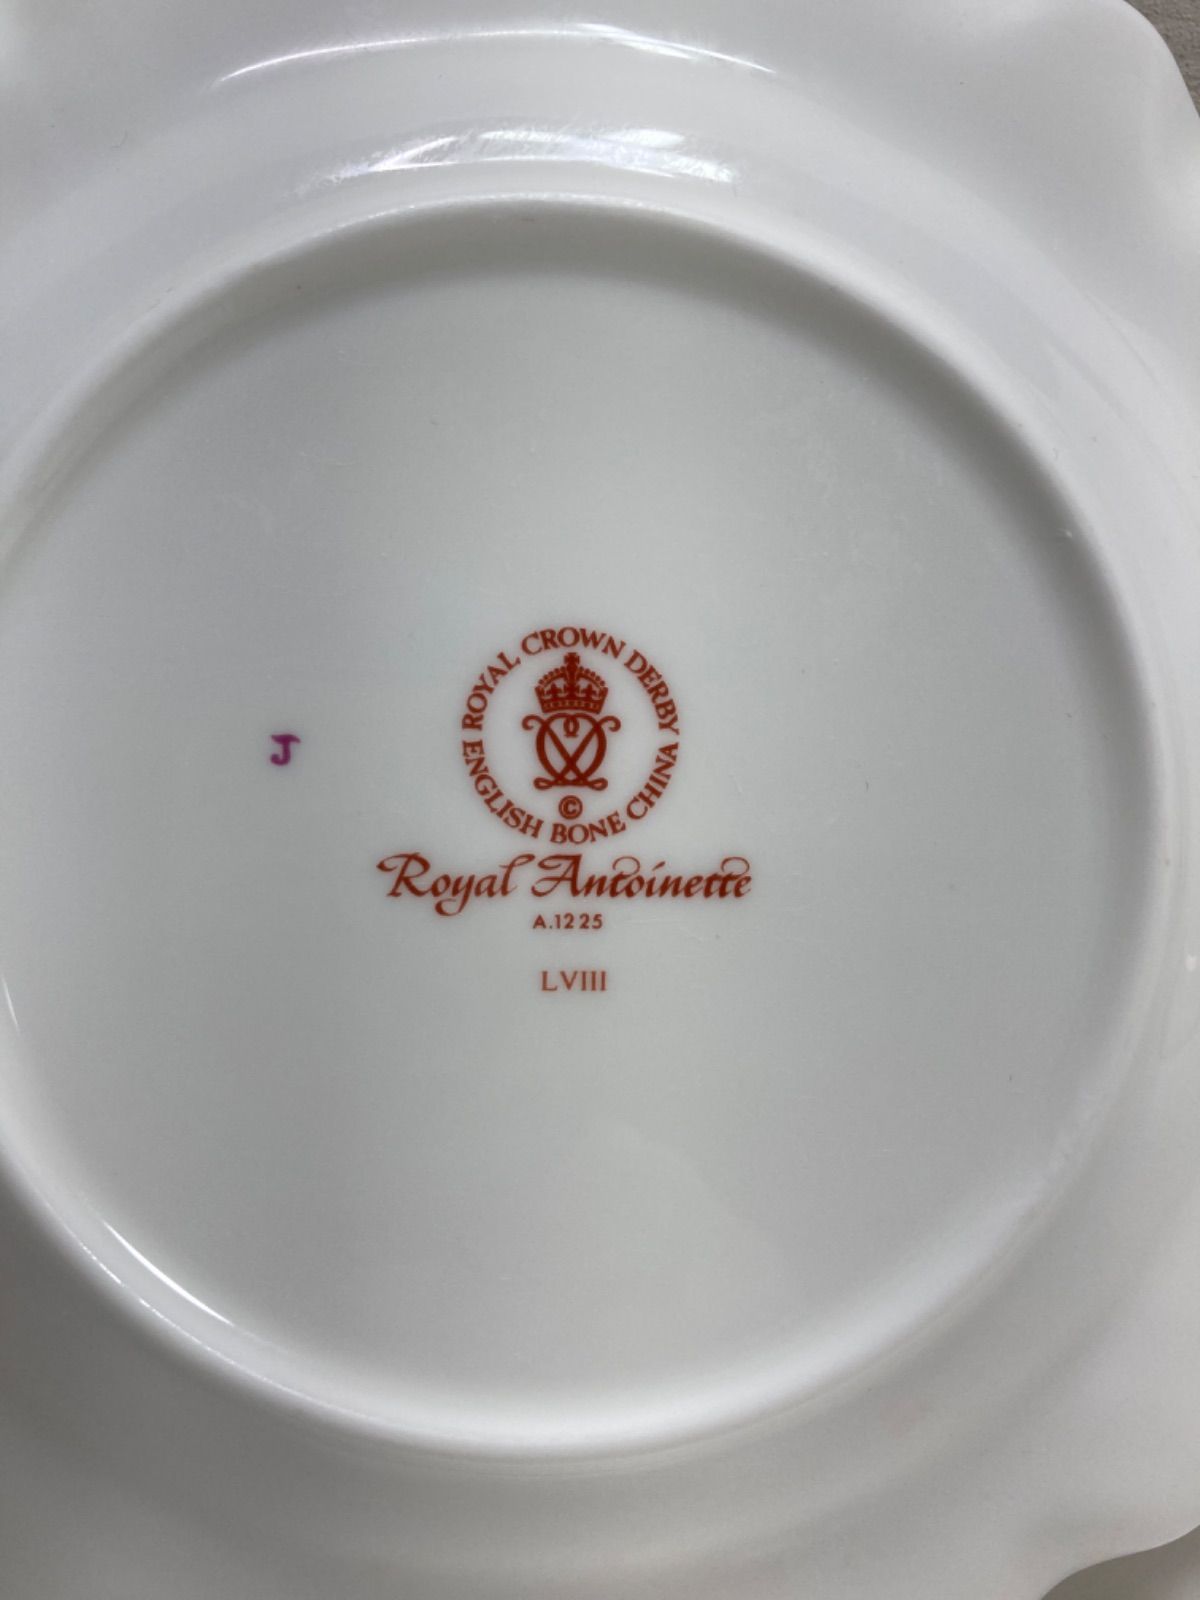 ROYAL CROWN DERBY
ENGLISH BONE CHINA
©
J
Royal Antoinette
A.1225
LVIII